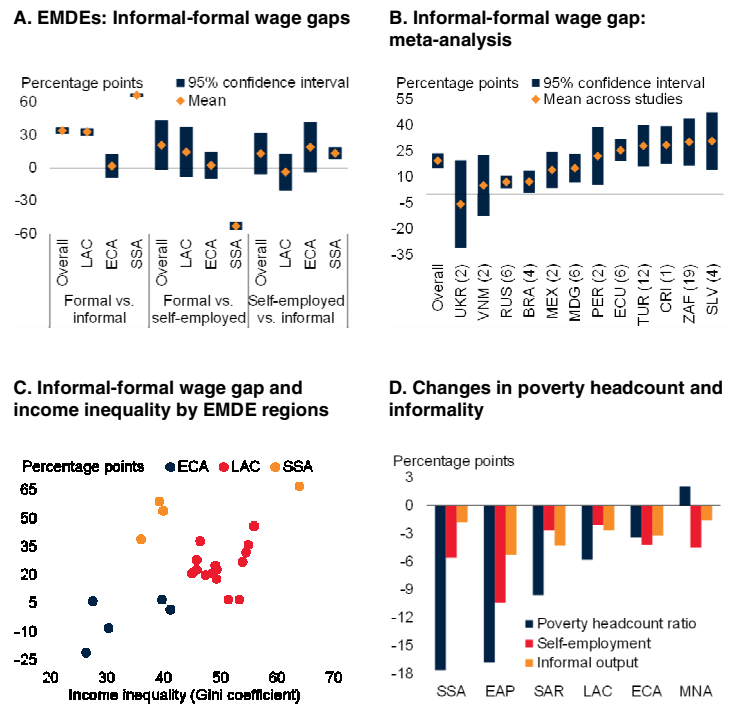 A. EMDEs: Informal-formal wage gaps
Percentage points
95% confidence interval
Mean
60
30
0
-30
-60
Overall
LAC
ECA
SSA
Overall
LAC
ECA
SSA
Overall
LAC
ECA
SSA
Formal vs.
informal
Formal vs.
self-employed
Self-employed
vs. informal
B. Informal-formal wage gap:
meta-analysis
Percentage points
95% confidence interval
Mean across studies
55
40
25
10
-5
-20
-35
Overall
UKR (2)
VNM (2)
RUS (6)
BRA (4)
MEX (2)
MDG (6)
PER (2)
ECU (6)
TUR (12)
CRI (1)
ZAF (19)
SLV (4)
C. Informal-formal wage gap and
income inequality by EMDE regions
Percentage points
ECA
LAC
SSA
65
50
35
20
5
-10
-25
20
30
40
50
60
70
Income inequality (Gini coefficient)
D. Changes in poverty headcount and
informality
Percentage points
3
0
-3
-6
-9
-12
-15
-18
Poverty headcount ratio
Self-employment
Informal output
SSA
EAP
SAR
LAC
ECA
MNA